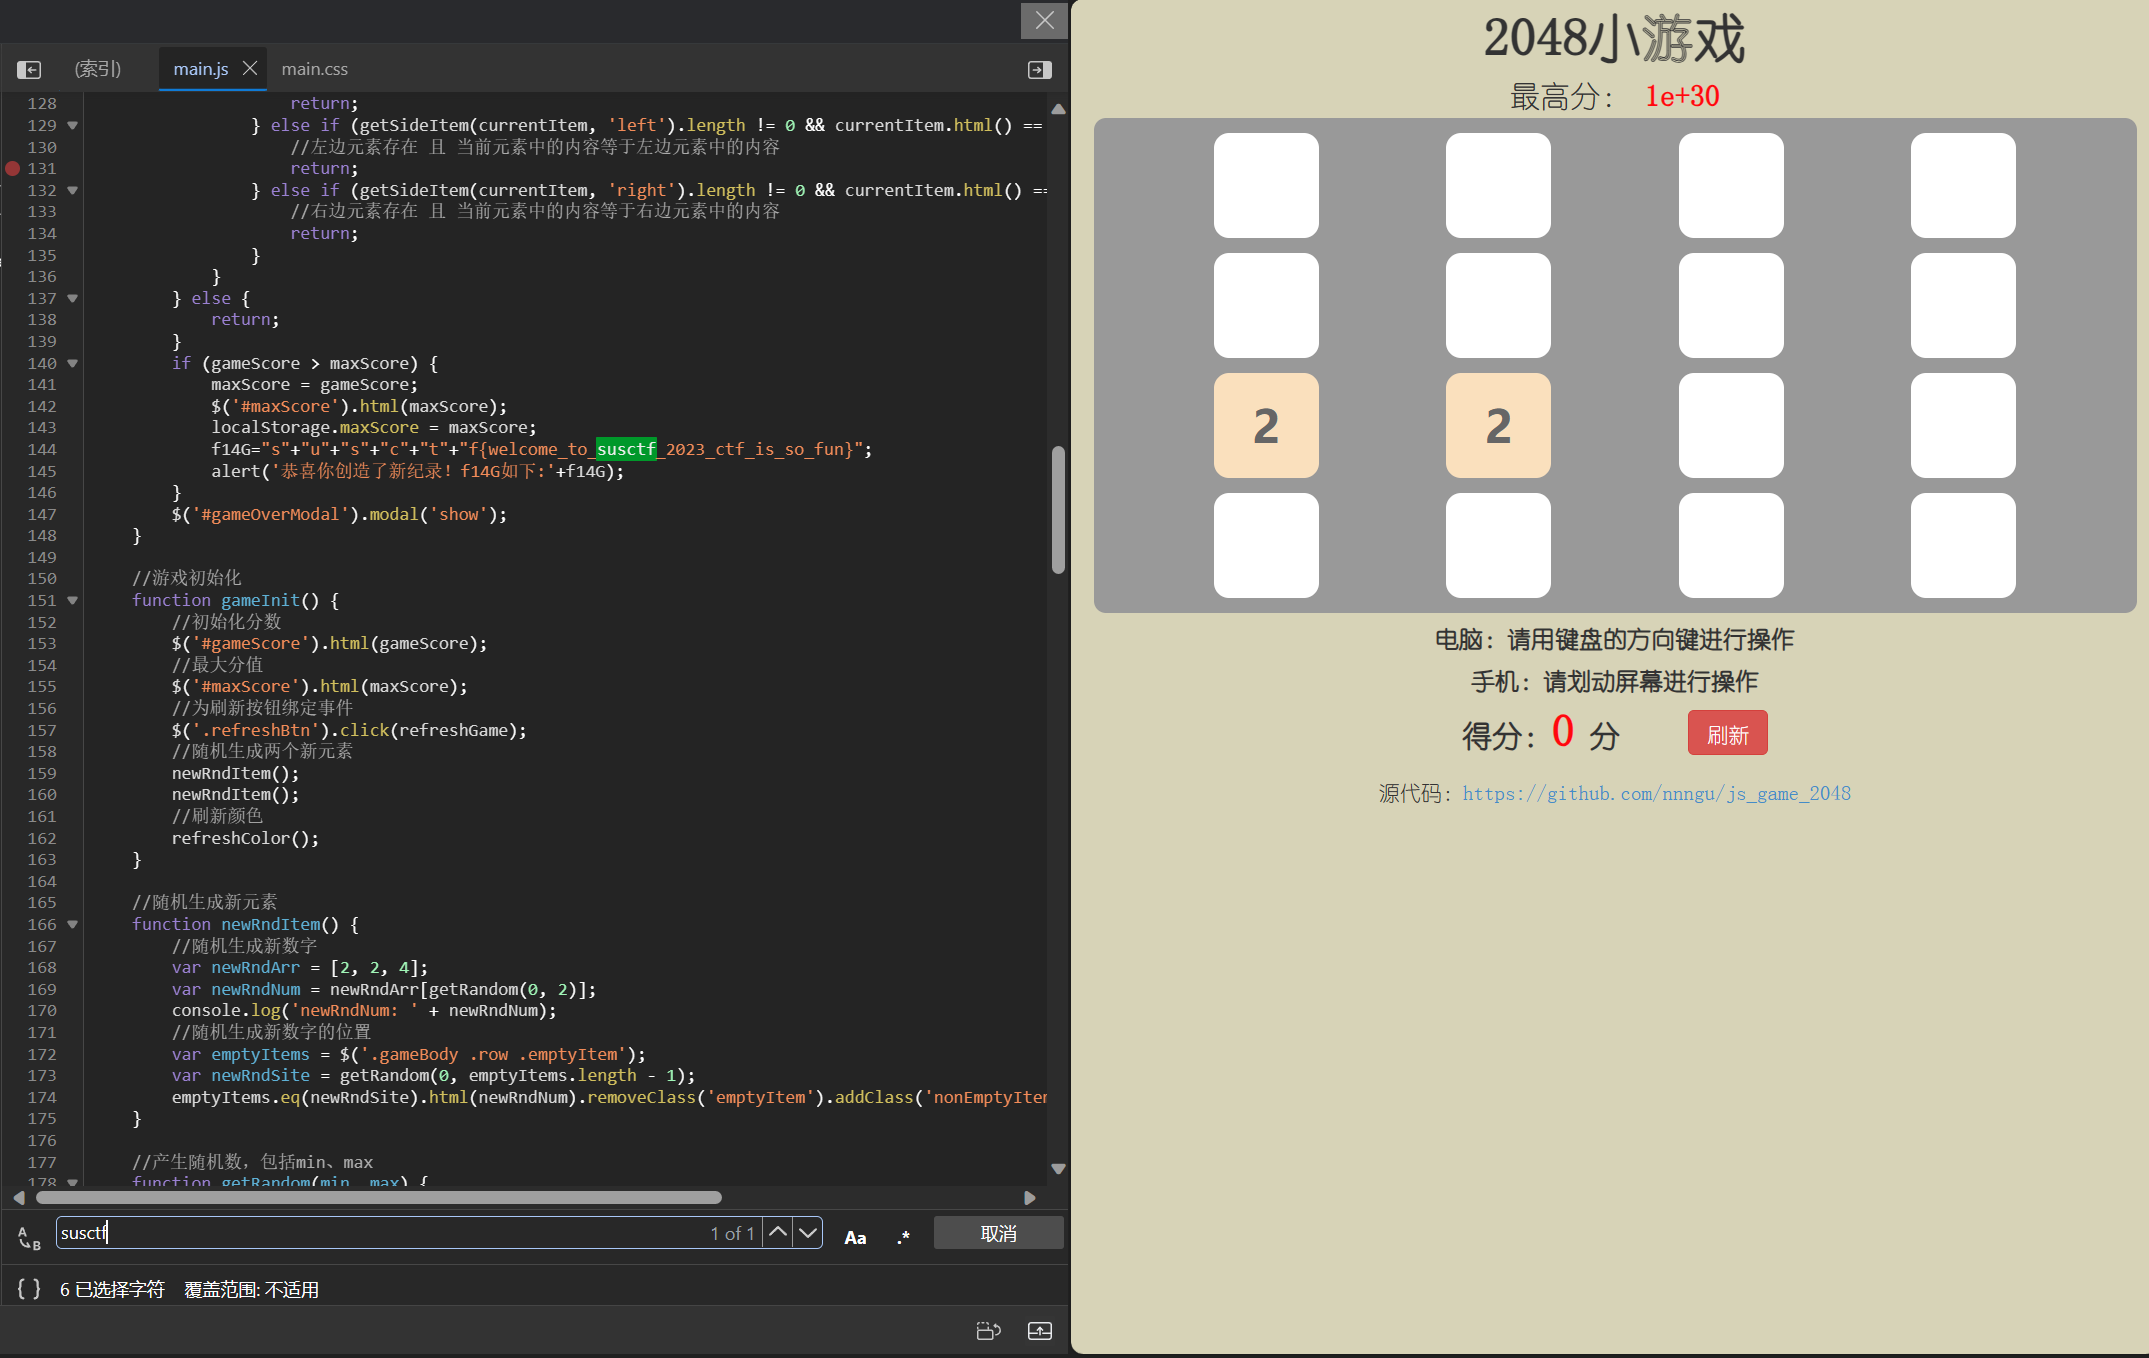 (索引)
main.js
main.css
128 return;
129 } else if (getSideItem(currentItem, 'left').length != 0 && currentItem.html() ==
130 //左边元素存在 且 当前元素中的内容等于左边元素中的内容
131 return;
132 } else if (getSideItem(currentItem, 'right').length != 0 && currentItem.html() ==
133 //右边元素存在 且 当前元素中的内容等于右边元素中的内容
134 return;
135 }
136 }
137 } else {
138 return;
139 }
140 if (gameScore > maxScore) {
141 maxScore = gameScore;
142 $('#maxScore').html(maxScore);
143 localStorage.maxScore = maxScore;
144 f14G="s"+"u"+"s"+"c"+"t"+"f{welcome_to_susctf_2023_ctf_is_so_fun}";
145 alert('恭喜你创造了新纪录！f14G如下:'+f14G);
146 }
147 $('#gameOverModal').modal('show');
148 }
149
150 //游戏初始化
151 function gameInit() {
152 //初始化分数
153 $('#gameScore').html(gameScore);
154 //最大分值
155 $('#maxScore').html(maxScore);
156 //为刷新按钮绑定事件
157 $('.refreshBtn').click(refreshGame);
158 //随机生成两个新元素
159 newRndItem();
160 newRndItem();
161 //刷新颜色
162 refreshColor();
163 }
164
165 //随机生成新元素
166 function newRndItem() {
167 //随机生成新数字
168 var newRndArr = [2, 2, 4];
169 var newRndNum = newRndArr[getRandom(0, 2)];
170 console.log('newRndNum: ' + newRndNum);
171 //随机生成新数字的位置
172 var emptyItems = $('.gameBody .row .emptyItem');
173 var newRndSite = getRandom(0, emptyItems.length - 1);
174 emptyItems.eq(newRndSite).html(newRndNum).removeClass('emptyItem').addClass('nonEmptyItem
175 }
176
177 //产生随机数，包括min、max
178 function getRandom(min, max) {
susctf
1 of 1
Aa
.*
取消
{ } 6 已选择字符 覆盖范围: 不适用
2048小游戏
最高分： 1e+30
2 2
电脑：请用键盘的方向键进行操作
手机：请划动屏幕进行操作
得分：0 分
刷新
源代码：https://github.com/nnngu/js_game_2048